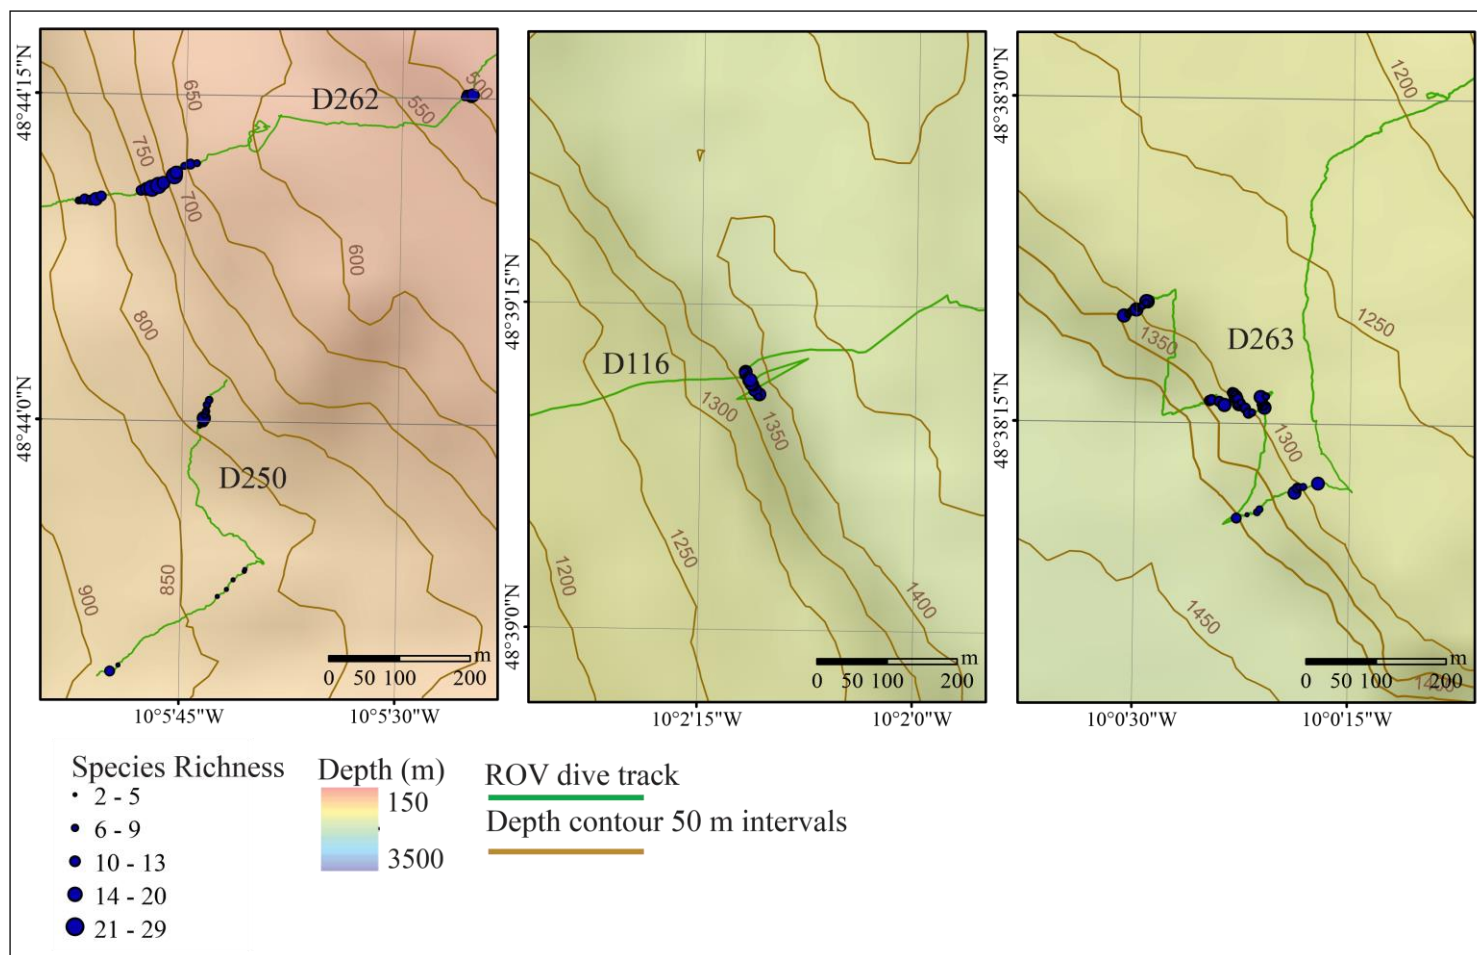 48°44'15"N
48°44'0"N
D262
D250
500
550
600
650
700
750
800
850
900
0 50 100 200 m
10°5'45"W
10°5'30"W
48°39'15"N
48°39'0"N
D116
1300
1350
1400
1250
1200
0 50 100 200 m
10°2'15"W
10°2'0"W
48°38'30"N
48°38'15"N
D263
1200
1250
1350
1300
1450
1400
0 50 100 200 m
10°0'30"W
10°0'15"W
Species Richness
2 - 5
6 - 9
10 - 13
14 - 20
21 - 29
Depth (m)
150
3500
ROV dive track
Depth contour 50 m intervals